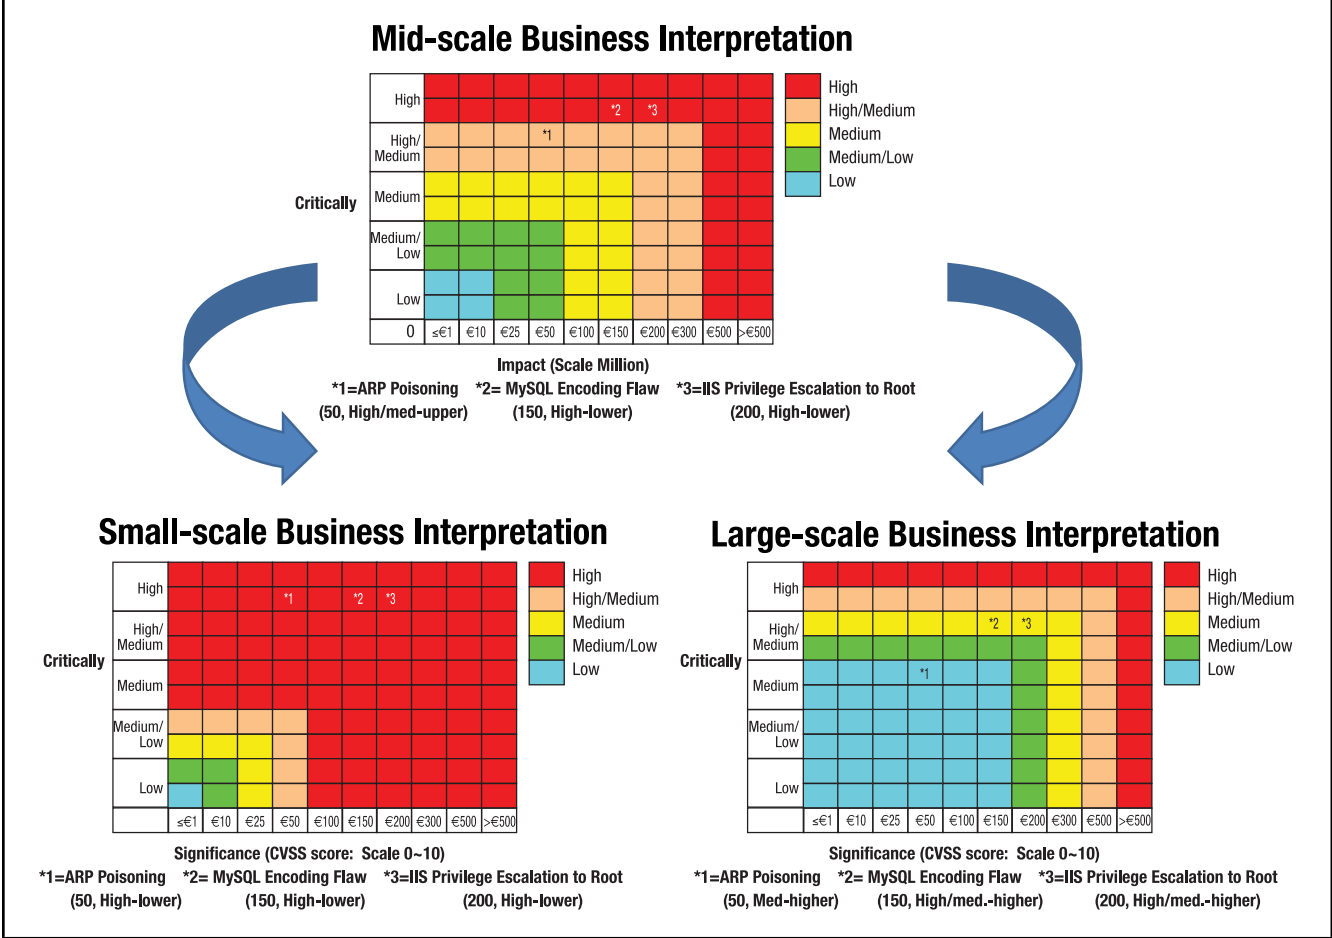 Mid-scale Business Interpretation
High
High/
Medium
Medium
Medium/
Low
Low
0
Critically
*2 *3
*1
≤€1 €10 €25 €50 €100 €150 €200 €300 €500 >€500
High
High/Medium
Medium
Medium/Low
Low
Impact (Scale Million)
*1=ARP Poisoning *2= MySQL Encoding Flaw *3=IIS Privilege Escalation to Root
(50, High/med-upper) (150, High-lower) (200, High-lower)
Small-scale Business Interpretation
High
High/
Medium
Medium
Medium/
Low
Low
Critically
*1 *2 *3
≤€1 €10 €25 €50 €100 €150 €200 €300 €500 >€500
High
High/Medium
Medium
Medium/Low
Low
Significance (CVSS score: Scale 0~10)
*1=ARP Poisoning *2= MySQL Encoding Flaw *3=IIS Privilege Escalation to Root
(50, High-lower) (150, High-lower) (200, High-lower)
Large-scale Business Interpretation
High
High/
Medium
Medium
Medium/
Low
Low
Critically
*2 *3
*1
≤€1 €10 €25 €50 €100 €150 €200 €300 €500 >€500
High
High/Medium
Medium
Medium/Low
Low
Significance (CVSS score: Scale 0~10)
*1=ARP Poisoning *2= MySQL Encoding Flaw *3=IIS Privilege Escalation to Root
(50, Med-higher) (150, High/med.-higher) (200, High/med.-higher)